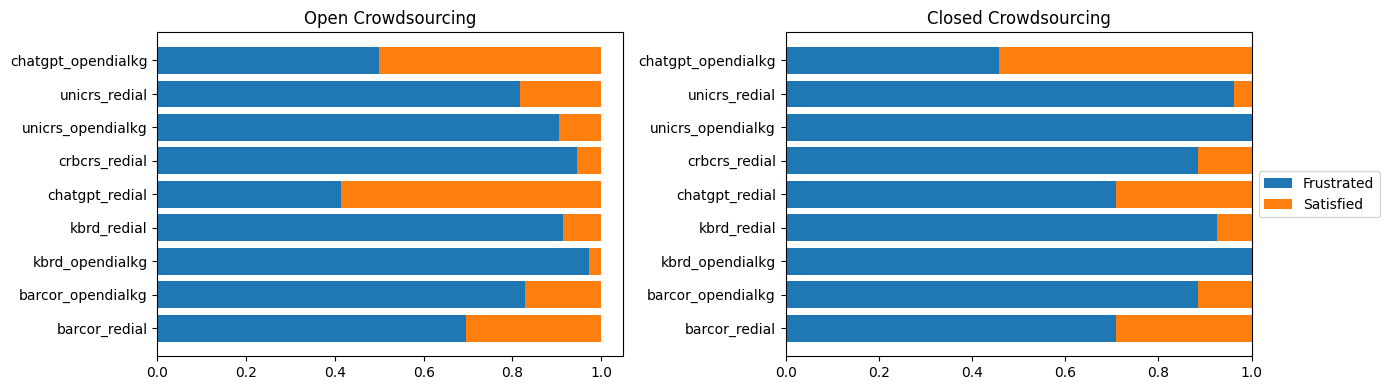 Open Crowdsourcing
chatgpt_opendialkg
unicrs_redial
unicrs_opendialkg
crbcrs_redial
chatgpt_redial
kbrd_redial
kbrd_opendialkg
barcor_opendialkg
barcor_redial
0.0 0.2 0.4 0.6 0.8 1.0
Closed Crowdsourcing
chatgpt_opendialkg
unicrs_redial
unicrs_opendialkg
crbcrs_redial
chatgpt_redial
kbrd_redial
kbrd_opendialkg
barcor_opendialkg
barcor_redial
0.0 0.2 0.4 0.6 0.8 1.0
Frustrated
Satisfied